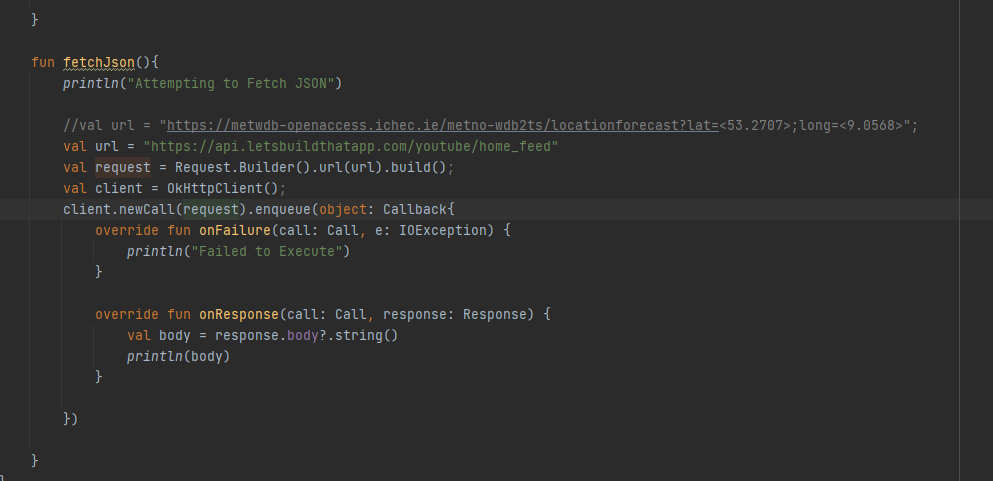 }
fun fetchJson(){
println("Attempting to Fetch JSON")
//val url = "https://metwdb-openaccess.ichec.ie/metno-wdb2ts/locationforecast?lat=<53.2707>;long=<9.0568>";
val url = "https://api.letsbuildthatapp.com/youtube/home_feed"
val request = Request.Builder().url(url).build();
val client = OkHttpClient();
client.newCall(request).enqueue(object: Callback{
override fun onFailure(call: Call, e: IOException) {
println("Failed to Execute")
}
override fun onResponse(call: Call, response: Response) {
val body = response.body?.string()
println(body)
}
})
}